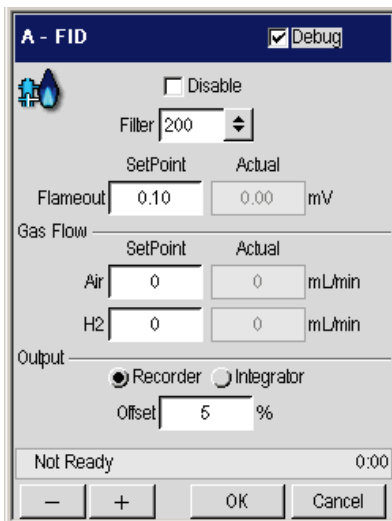 A - FID Debug
Disable
Filter 200
SetPoint Actual
Flameout 0.10 0.00 mV
Gas Flow
SetPoint Actual
Air 0 0 mL/min
H2 0 0 mL/min
Output
Recorder Integrator
Offset 5 %
Not Ready 0:00
− + OK Cancel